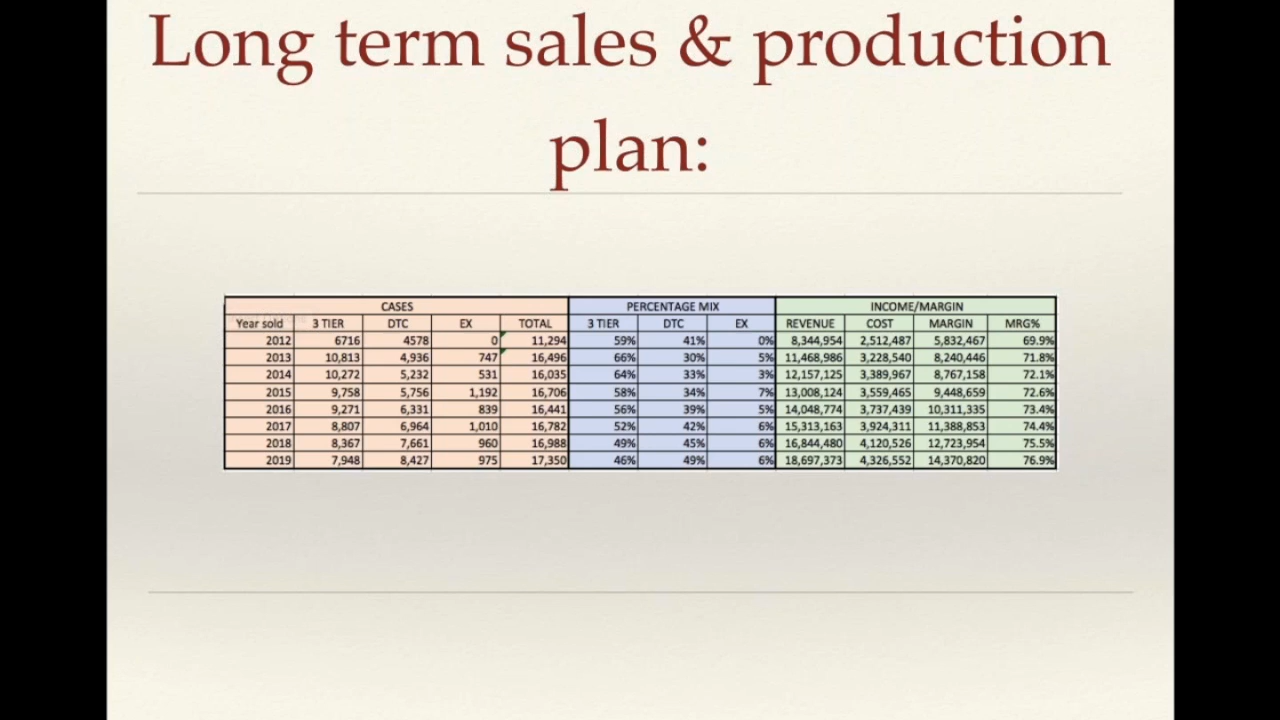 Long term sales & production
plan:
CASES PERCENTAGE MIX INCOME/MARGIN
Year sold 3 TIER DTC EX TOTAL 3 TIER DTC EX REVENUE COST MARGIN MRG%
2012 6716 4578 0 11,294 59% 41% 0% 8,344,954 2,512,487 5,832,467 69.9%
2013 10,813 4,936 747 16,496 66% 30% 5% 11,468,986 3,228,540 8,240,446 71.8%
2014 10,272 5,232 531 16,035 64% 33% 3% 12,157,125 3,389,967 8,767,158 72.1%
2015 9,758 5,756 1,192 16,706 58% 34% 7% 13,008,124 3,559,465 9,448,659 72.6%
2016 9,271 6,331 839 16,441 56% 39% 5% 14,048,774 3,737,439 10,311,335 73.4%
2017 8,807 6,964 1,010 16,782 52% 42% 6% 15,313,163 3,924,311 11,388,853 74.4%
2018 8,367 7,661 960 16,988 49% 45% 6% 16,844,480 4,120,526 12,723,954 75.5%
2019 7,948 8,427 975 17,350 46% 49% 6% 18,697,373 4,326,552 14,370,820 76.9%